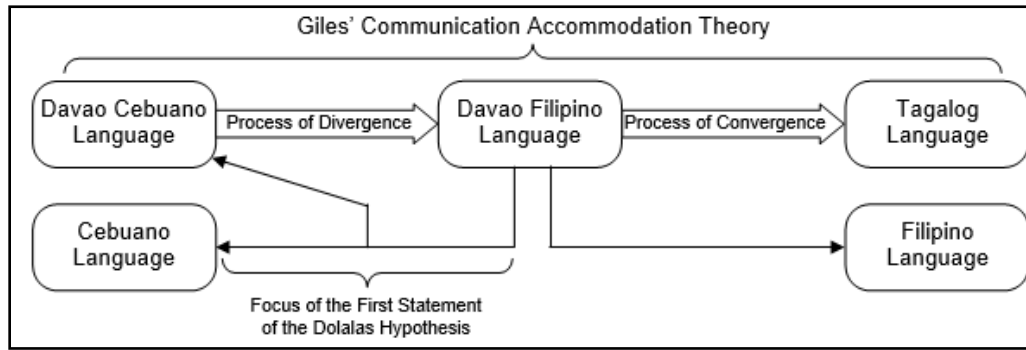 Giles' Communication Accommodation Theory
Davao Cebuano
Language
Process of Divergence
Davao Filipino
Language
Process of Convergence
Tagalog
Language
Cebuano
Language
Filipino
Language
Focus of the First Statement
of the Dolalas Hypothesis